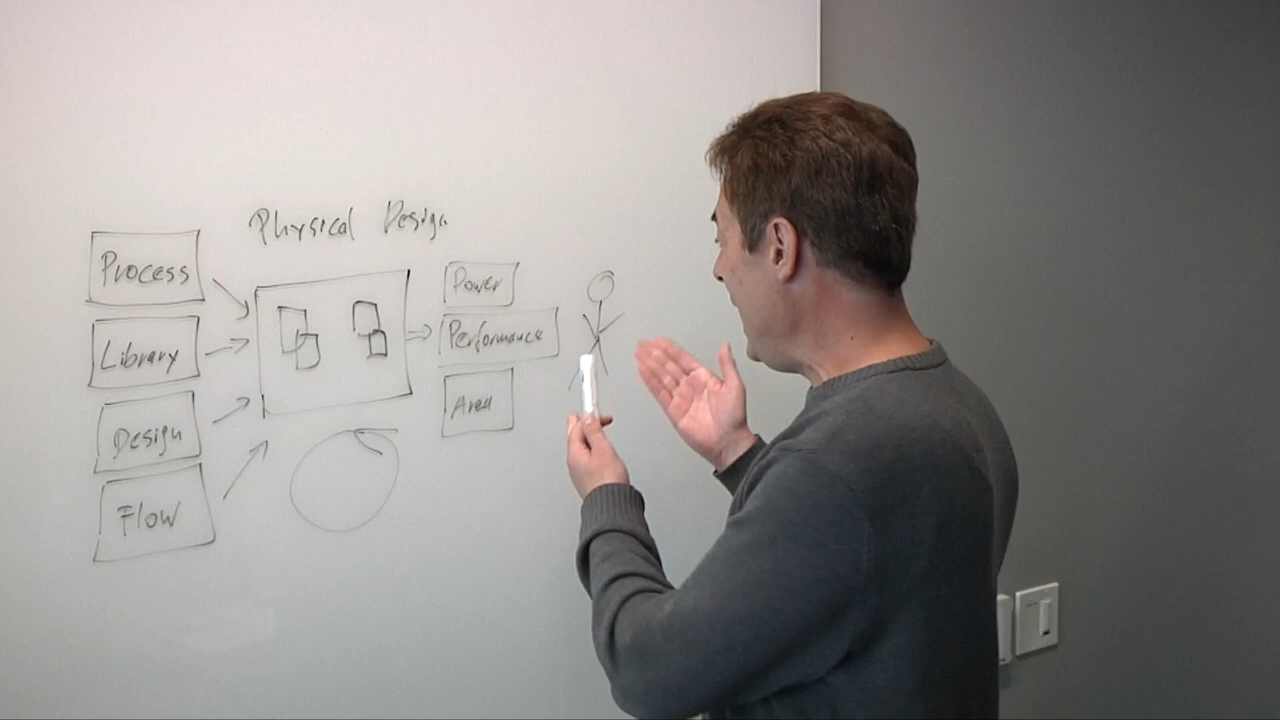 Physical Design
Process
Library
Design
Flow
Power
Performance
Area